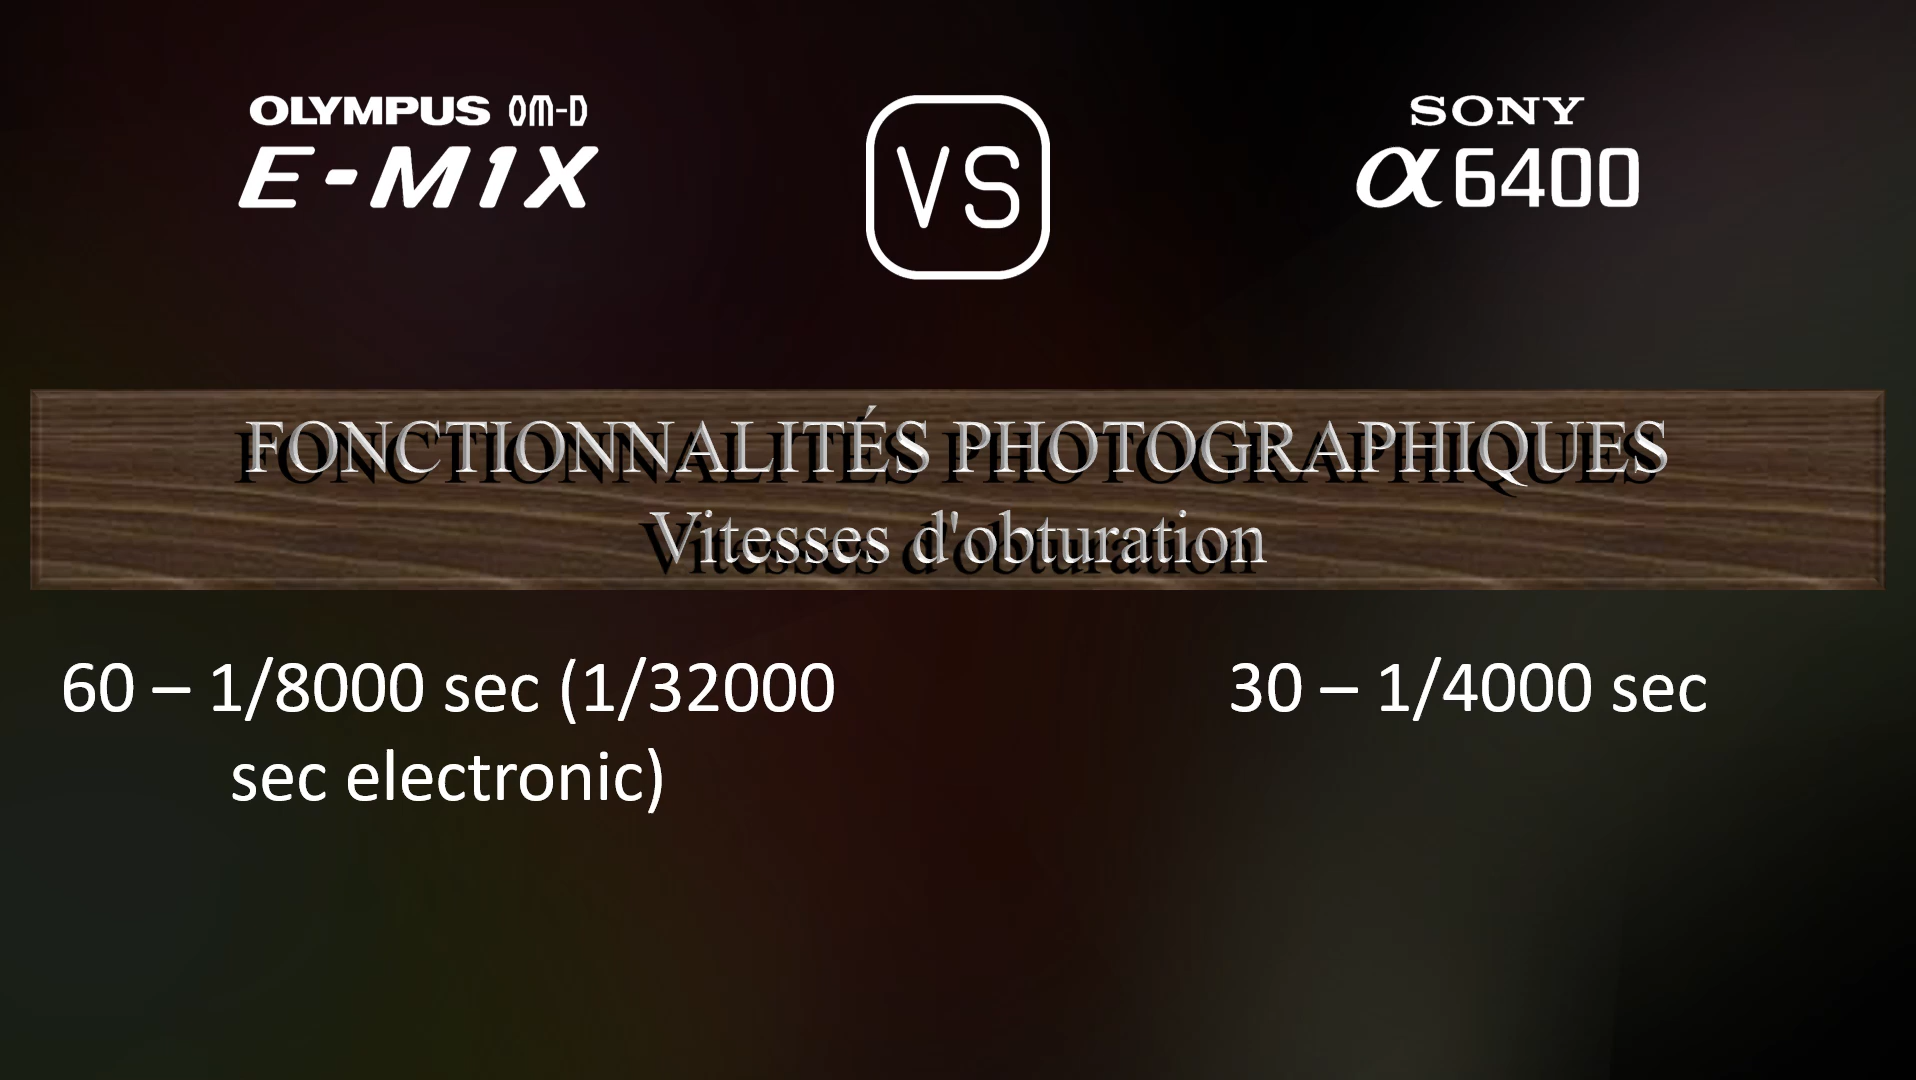 OLYMPUS OM-D
E-M1X
VS
SONY
α6400
FONCTIONNALITÉS PHOTOGRAPHIQUES
Vitesses d'obturation
60 – 1/8000 sec (1/32000
sec electronic)
30 – 1/4000 sec